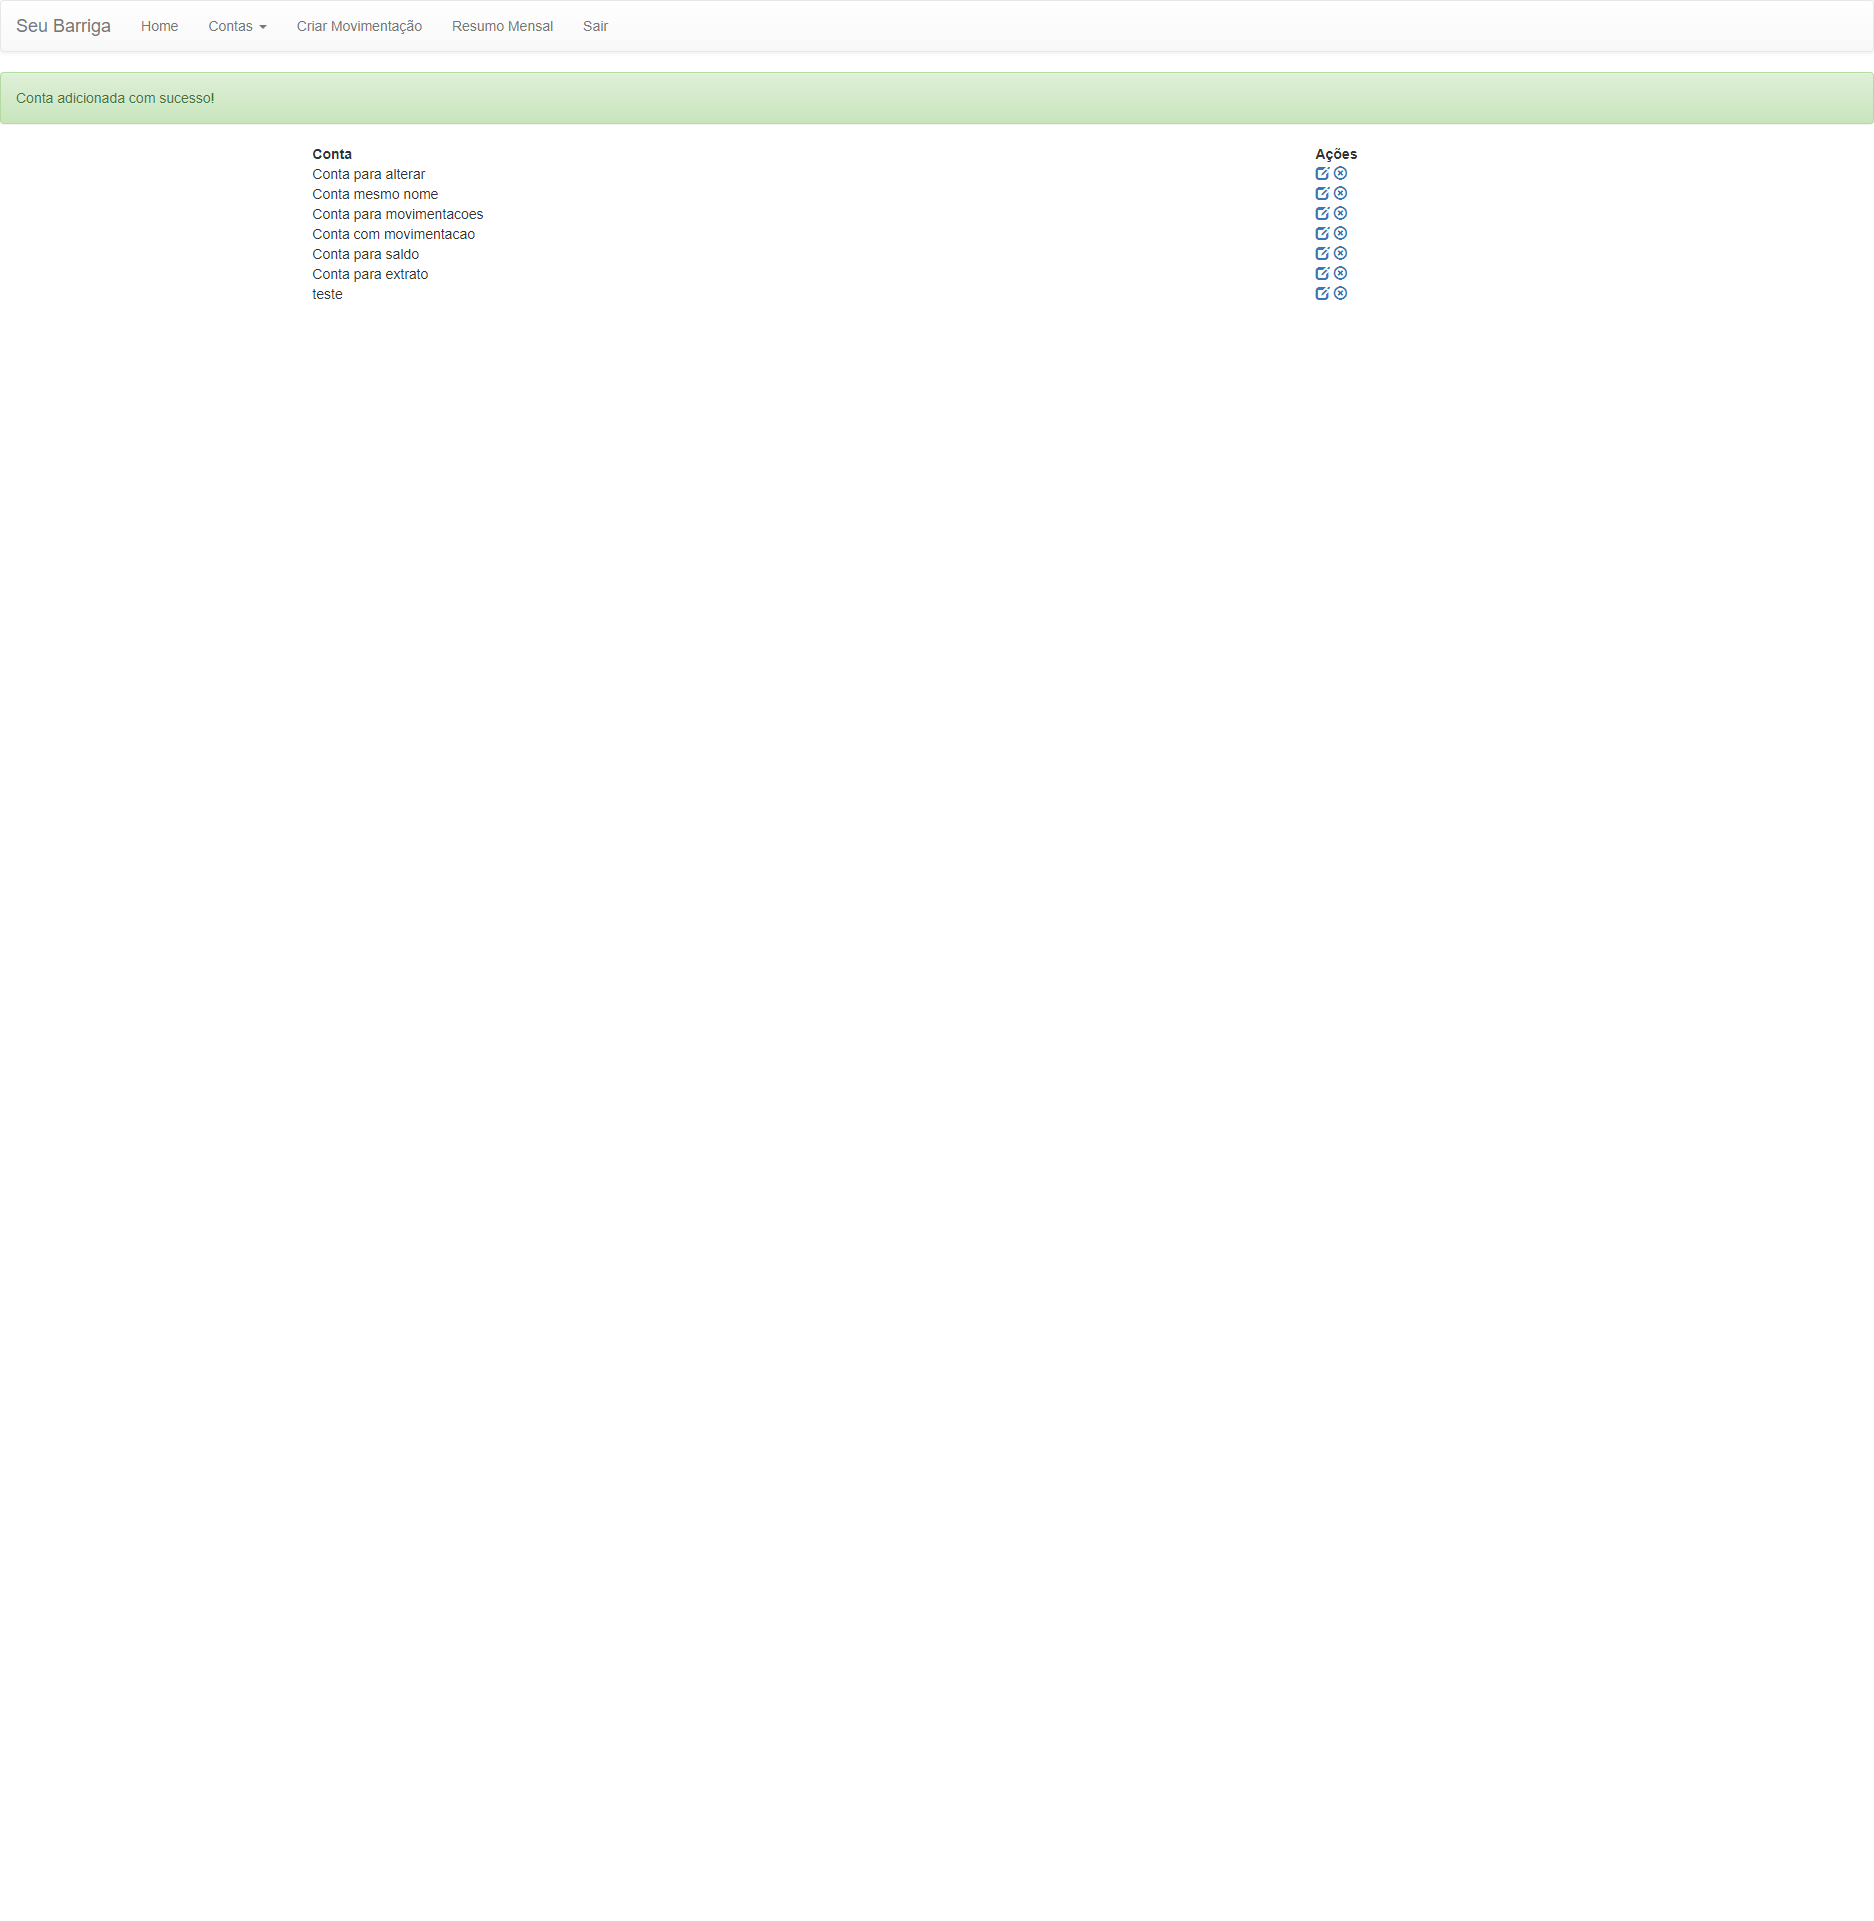 Seu Barriga Home Contas Criar Movimentação Resumo Mensal Sair
Conta adicionada com sucesso!
Conta Ações
Conta para alterar
Conta mesmo nome
Conta para movimentacoes
Conta com movimentacao
Conta para saldo
Conta para extrato
teste